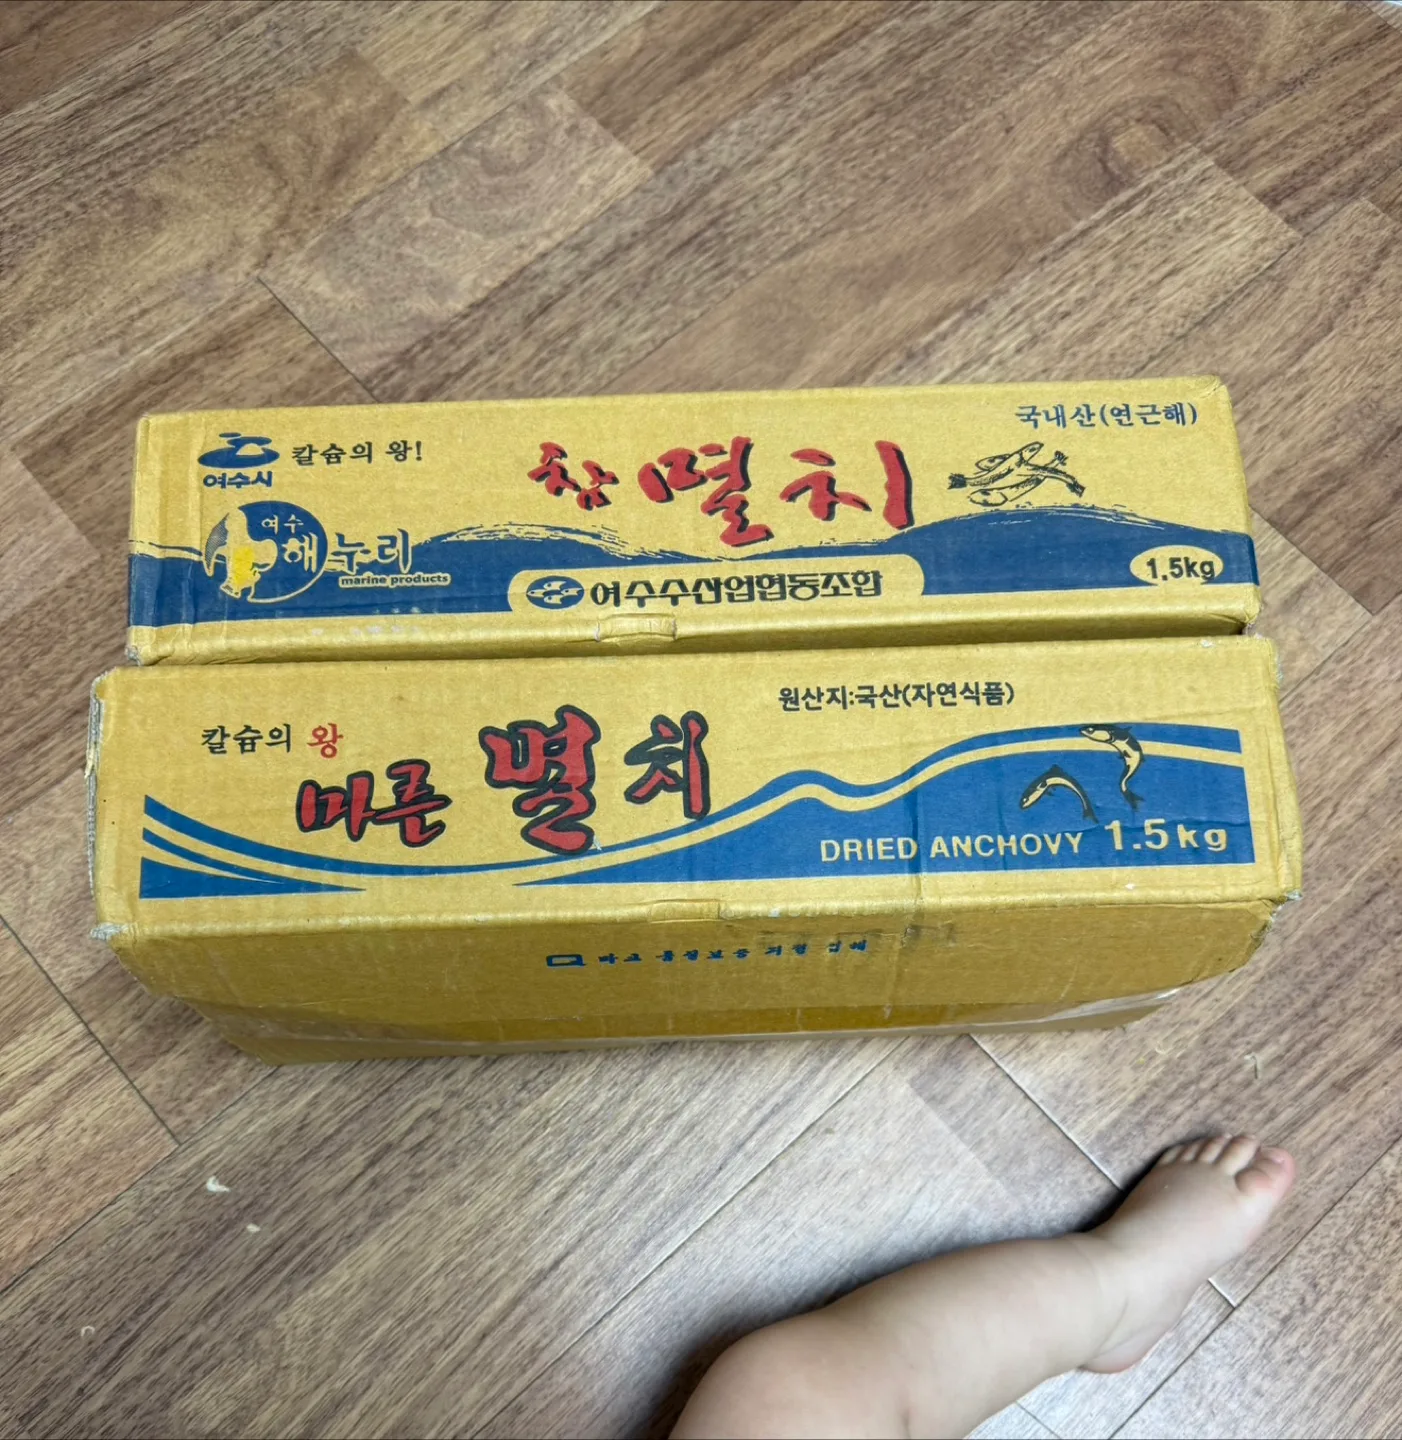 국내산(연근해)
칼슘의 왕!
참멸치
여수시
여수
해누리
marine products
여수수산업협동조합
1.5kg
원산지:국산(자연식품)
칼슘의 왕
마른 멸치
DRIED ANCHOVY 1.5kg